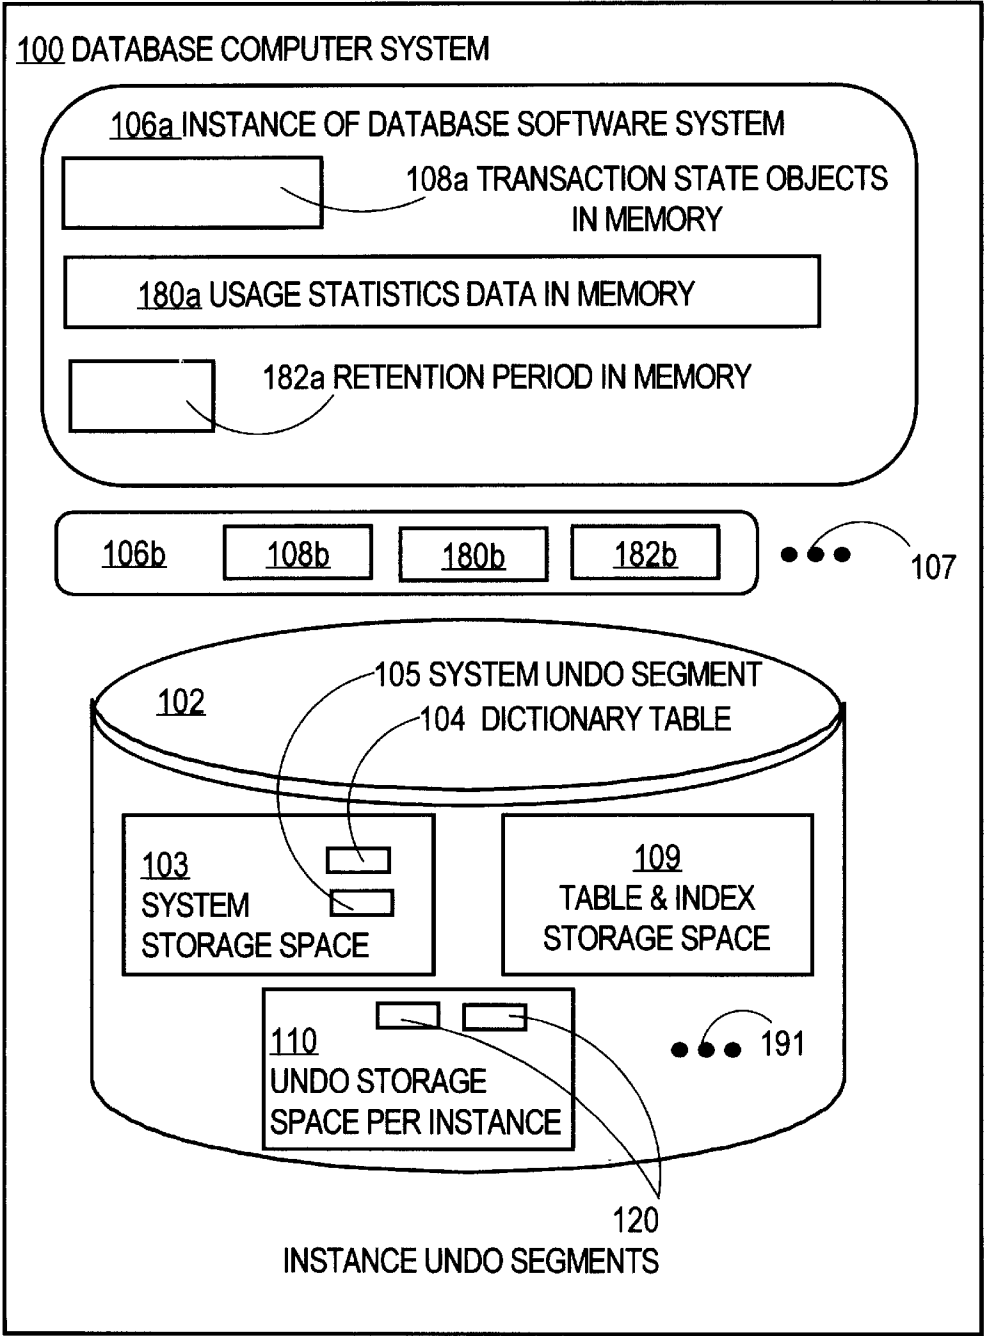 100 DATABASE COMPUTER SYSTEM
106a INSTANCE OF DATABASE SOFTWARE SYSTEM
108a TRANSACTION STATE OBJECTS
IN MEMORY
180a USAGE STATISTICS DATA IN MEMORY
182a RETENTION PERIOD IN MEMORY
106b 108b 180b 182b
107
105 SYSTEM UNDO SEGMENT
102
104 DICTIONARY TABLE
103
SYSTEM
STORAGE SPACE
109
TABLE & INDEX
STORAGE SPACE
110
UNDO STORAGE
SPACE PER INSTANCE
191
120
INSTANCE UNDO SEGMENTS